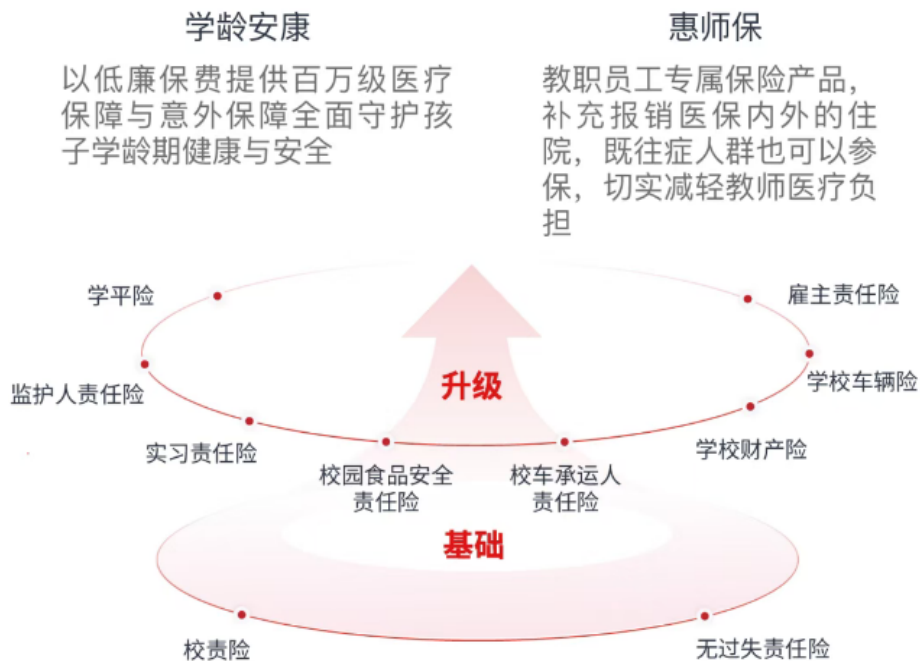 学龄安康
以低廉保费提供百万级医疗
保障与意外保障全面守护孩
子学龄期健康与安全
惠师保
教职员工专属保险产品，
补充报销医保内外的住
院，既往症人群也可以参
保，切实减轻教师医疗负
担
学平险
雇主责任险
监护人责任险
升级
学校车辆险
实习责任险
学校财产险
校园食品安全
责任险
校车承运人
责任险
基础
校责险
无过失责任险